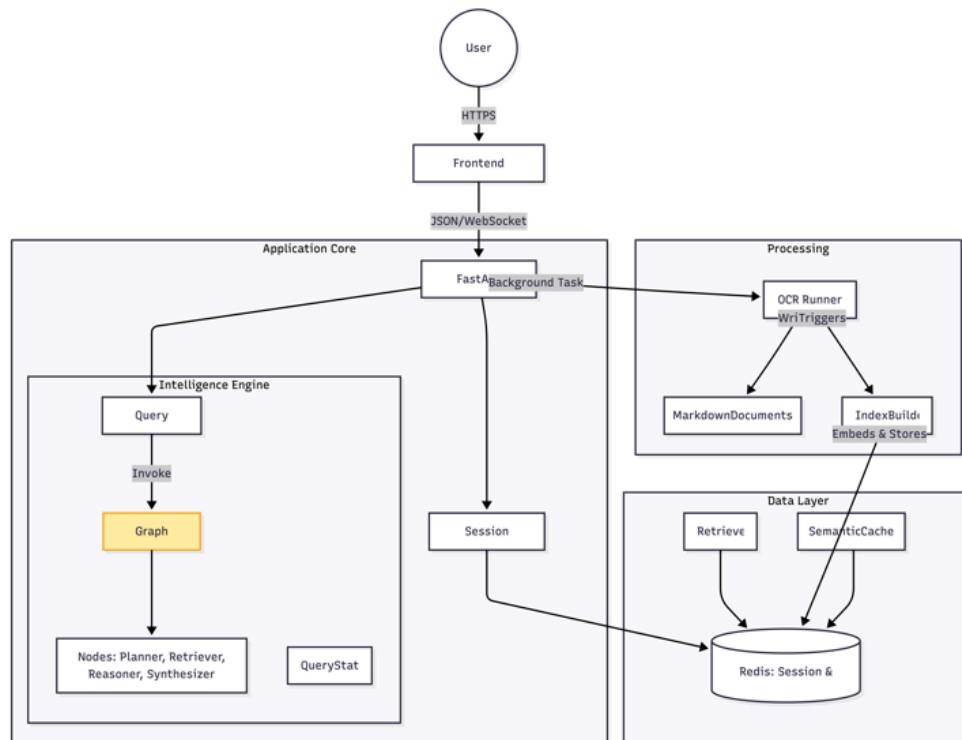 User
HTTPS
Frontend
JSON/WebSocket
Application Core
Processing
FastA
Background Task
OCR Runner
WriTriggers
Intelligence Engine
Query
MarkdownDocuments
IndexBuild
Embeds & Stores
Invoke
Data Layer
Graph
Session
Retrieve
SemanticCache
Nodes: Planner, Retriever,
Reasoner, Synthesizer
QueryStat
Redis: Session &